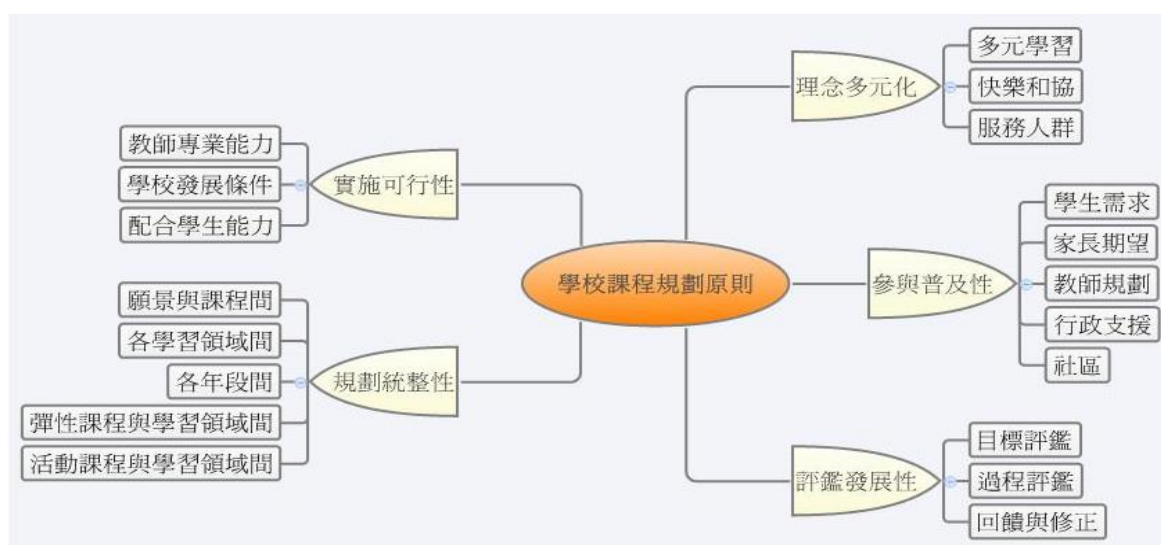 學校課程規劃原則
理念多元化
多元學習
快樂和協
服務人群
參與普及性
學生需求
家長期望
教師規劃
行政支援
社區
評鑑發展性
目標評鑑
過程評鑑
回饋與修正
實施可行性
教師專業能力
學校發展條件
配合學生能力
規劃統整性
願景與課程間
各學習領域間
各年段間
彈性課程與學習領域間
活動課程與學習領域間